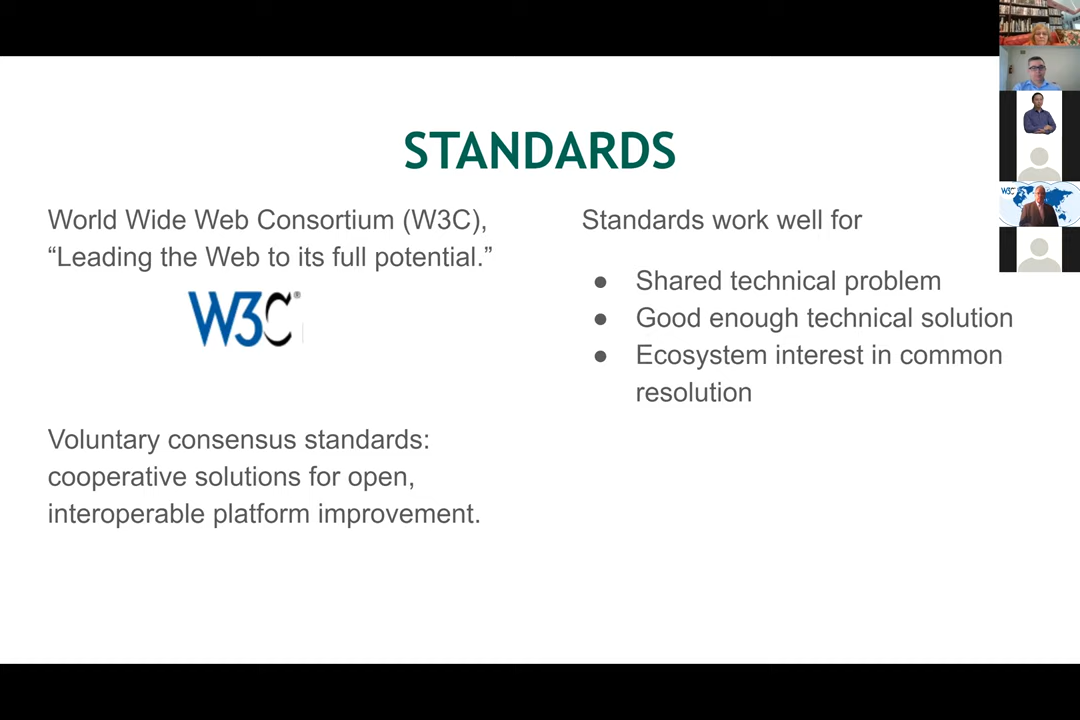 STANDARDS
World Wide Web Consortium (W3C),
“Leading the Web to its full potential.”
W3C®
Voluntary consensus standards:
cooperative solutions for open,
interoperable platform improvement.
Standards work well for
● Shared technical problem
● Good enough technical solution
● Ecosystem interest in common
resolution
W3C